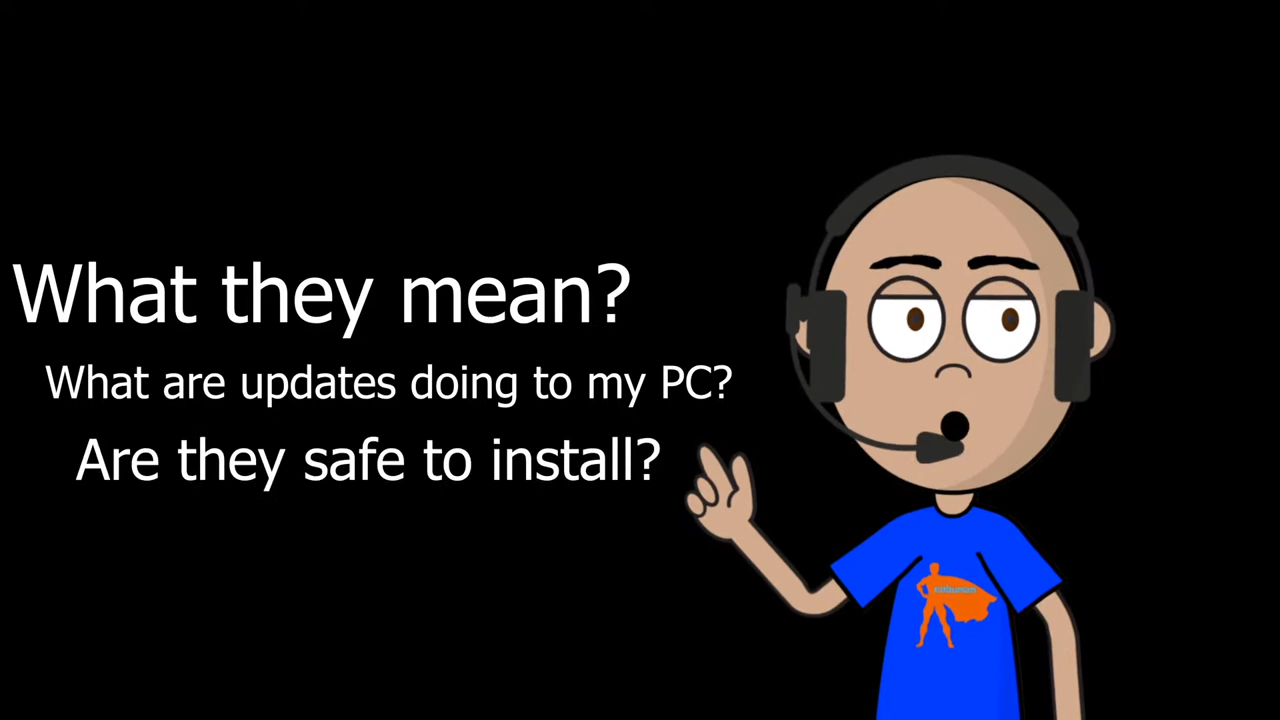 What they mean?
What are updates doing to my PC?
Are they safe to install?